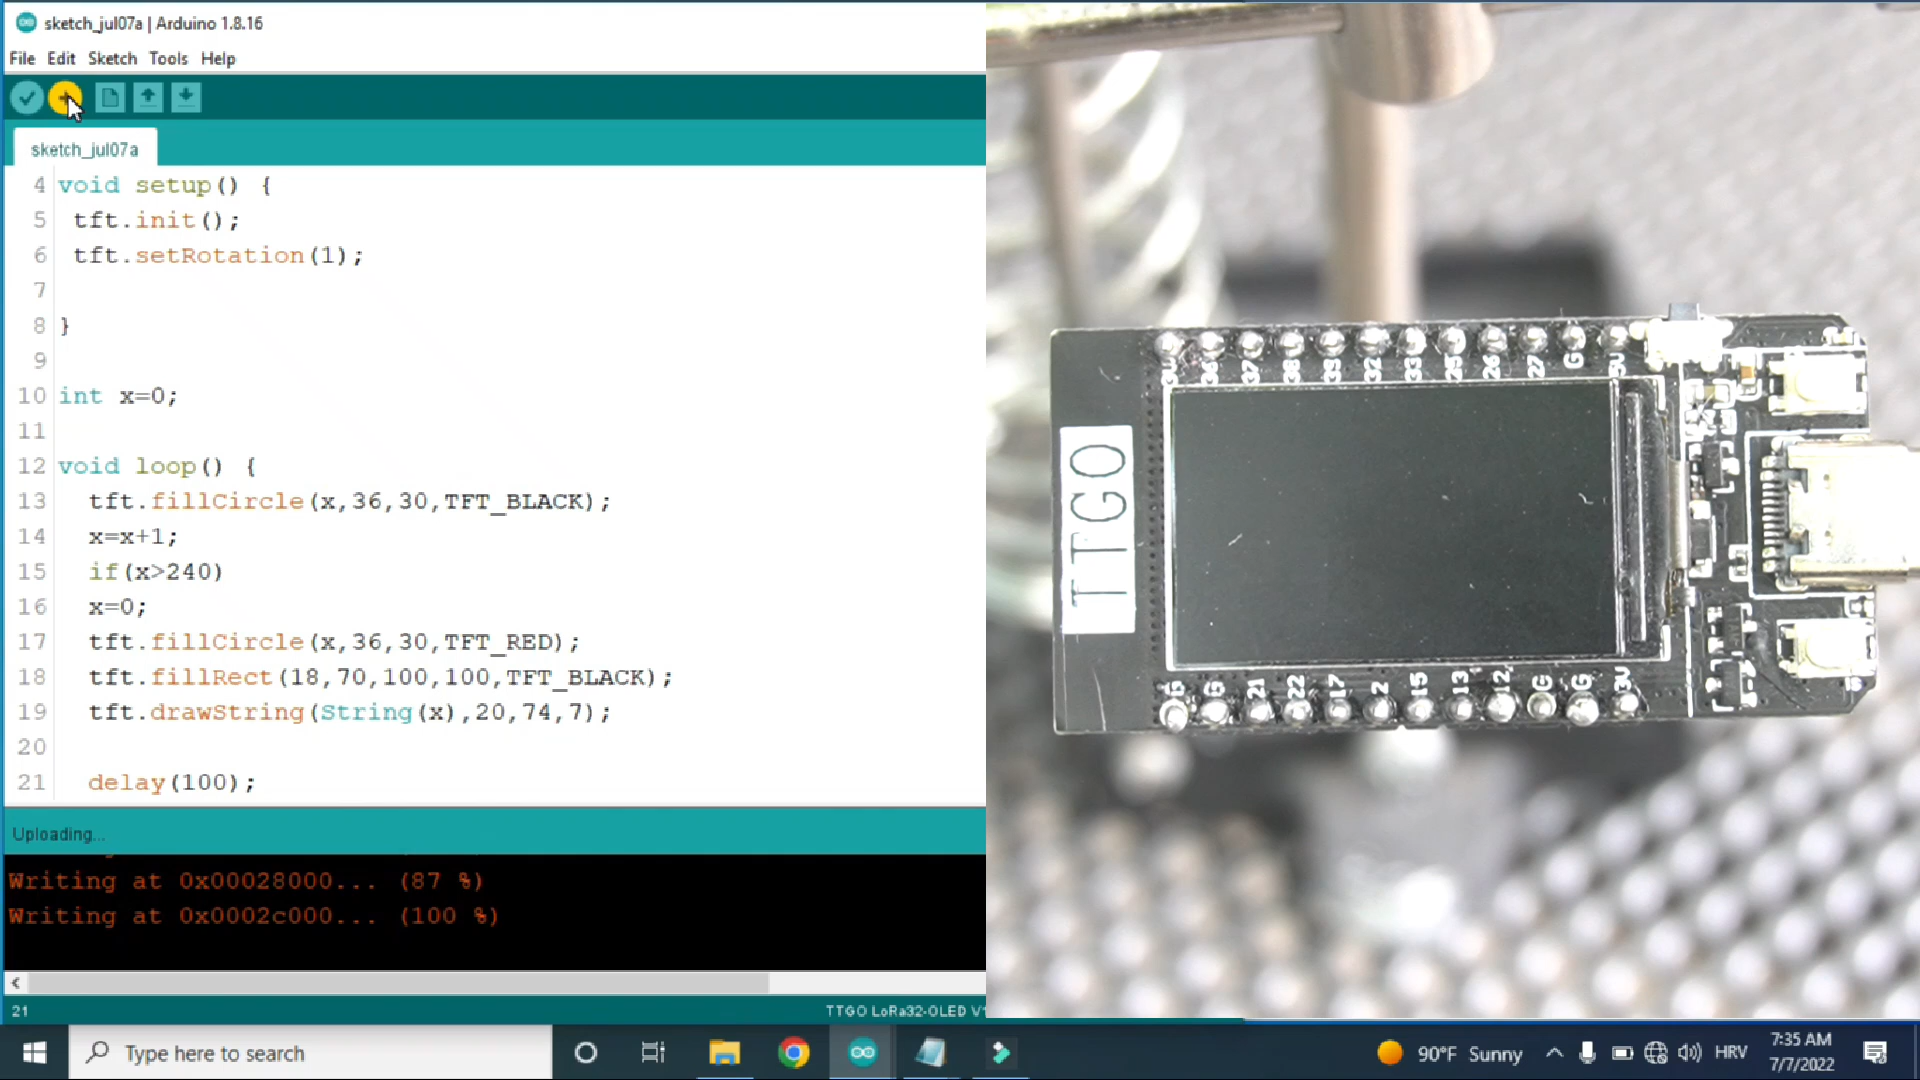 sketch_jul07a | Arduino 1.8.16
File Edit Sketch Tools Help
sketch_jul07a
4 void setup() {
5 tft.init();
6 tft.setRotation(1);
7
8 }
9
10 int x=0;
11
12 void loop() {
13 tft.fillCircle(x,36,30,TFT_BLACK);
14 x=x+1;
15 if(x>240)
16 x=0;
17 tft.fillCircle(x,36,30,TFT_RED);
18 tft.fillRect(18,70,100,100,TFT_BLACK);
19 tft.drawString(String(x),20,74,7);
20
21 delay(100);
Uploading...
Writing at 0x00028000... (87 %)
Writing at 0x0002c000... (100 %)
21
TTGO LoRa32-OLED V1
3V 36 37 38 39 32 33 25 26 27 G 5V
TTGO
G G 21 22 17 2 15 13 12 G G 3V
Type here to search
90°F Sunny
HRV
7:35 AM
7/7/2022